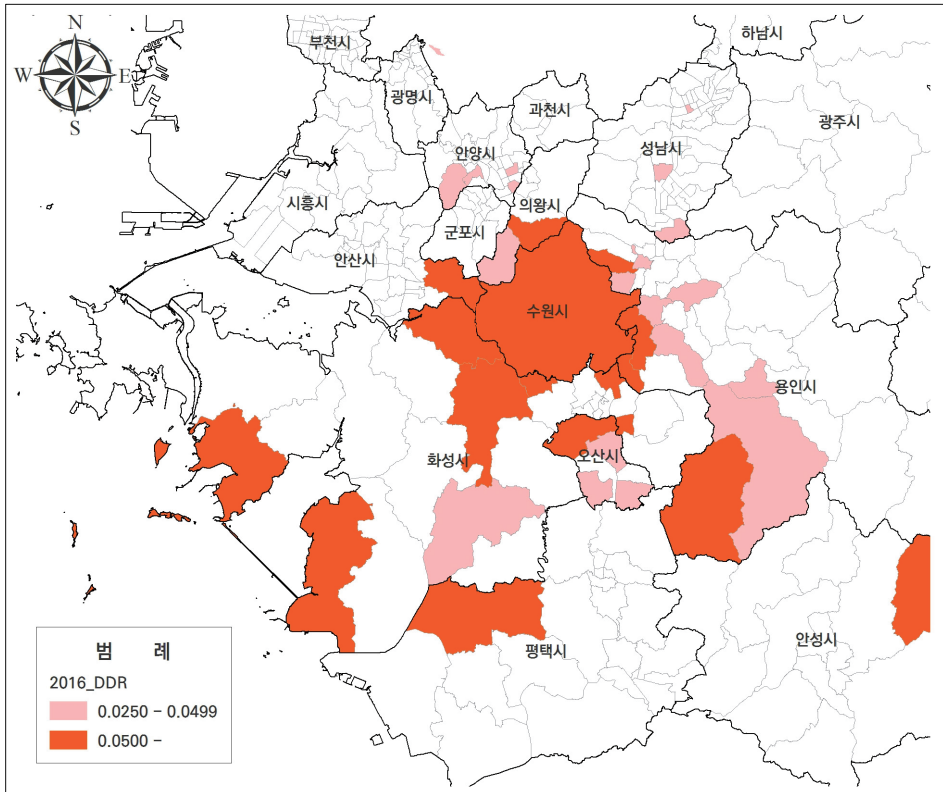 N
W E
S
부천시
하남시
광명시
과천시
광주시
안양시
성남시
시흥시
의왕시
군포시
안산시
수원시
용인시
화성시
오산시
평택시
안성시
범 례
2016_DDR
0.0250 - 0.0499
0.0500 -